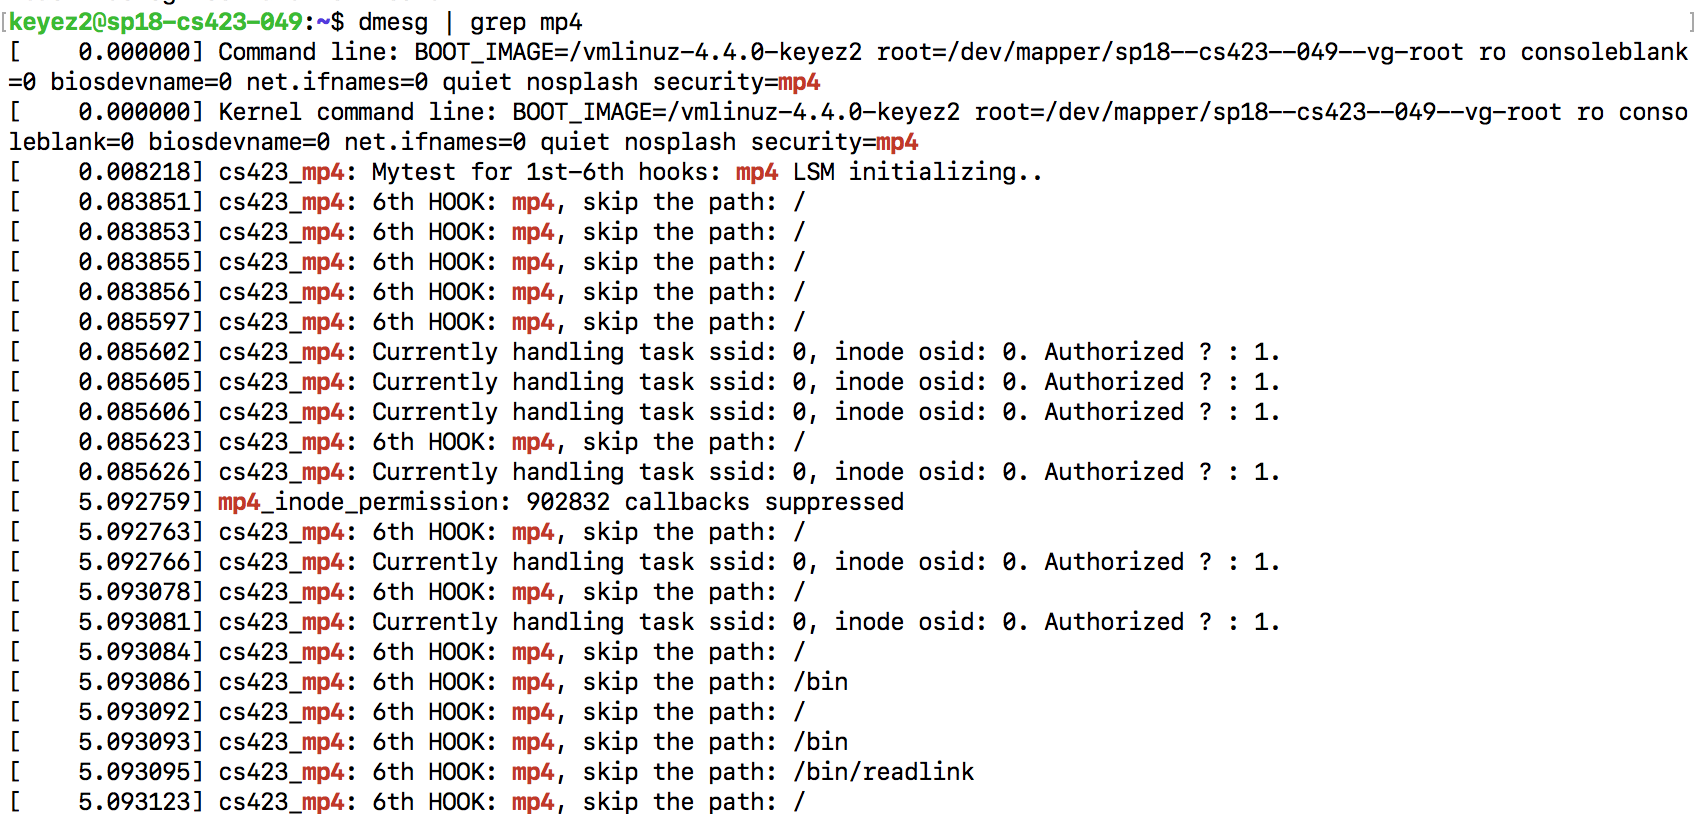 [keyez2@sp18-cs423-049:~$ dmesg | grep mp4 ]
[    0.000000] Command line: BOOT_IMAGE=/vmlinuz-4.4.0-keyez2 root=/dev/mapper/sp18--cs423--049--vg-root ro consoleblank
=0 biosdevname=0 net.ifnames=0 quiet nosplash security=mp4
[    0.000000] Kernel command line: BOOT_IMAGE=/vmlinuz-4.4.0-keyez2 root=/dev/mapper/sp18--cs423--049--vg-root ro conso
leblank=0 biosdevname=0 net.ifnames=0 quiet nosplash security=mp4
[    0.008218] cs423_mp4: Mytest for 1st-6th hooks: mp4 LSM initializing..
[    0.083851] cs423_mp4: 6th HOOK: mp4, skip the path: /
[    0.083853] cs423_mp4: 6th HOOK: mp4, skip the path: /
[    0.083855] cs423_mp4: 6th HOOK: mp4, skip the path: /
[    0.083856] cs423_mp4: 6th HOOK: mp4, skip the path: /
[    0.085597] cs423_mp4: 6th HOOK: mp4, skip the path: /
[    0.085602] cs423_mp4: Currently handling task ssid: 0, inode osid: 0. Authorized ? : 1.
[    0.085605] cs423_mp4: Currently handling task ssid: 0, inode osid: 0. Authorized ? : 1.
[    0.085606] cs423_mp4: Currently handling task ssid: 0, inode osid: 0. Authorized ? : 1.
[    0.085623] cs423_mp4: 6th HOOK: mp4, skip the path: /
[    0.085626] cs423_mp4: Currently handling task ssid: 0, inode osid: 0. Authorized ? : 1.
[    5.092759] mp4_inode_permission: 902832 callbacks suppressed
[    5.092763] cs423_mp4: 6th HOOK: mp4, skip the path: /
[    5.092766] cs423_mp4: Currently handling task ssid: 0, inode osid: 0. Authorized ? : 1.
[    5.093078] cs423_mp4: 6th HOOK: mp4, skip the path: /
[    5.093081] cs423_mp4: Currently handling task ssid: 0, inode osid: 0. Authorized ? : 1.
[    5.093084] cs423_mp4: 6th HOOK: mp4, skip the path: /
[    5.093086] cs423_mp4: 6th HOOK: mp4, skip the path: /bin
[    5.093092] cs423_mp4: 6th HOOK: mp4, skip the path: /
[    5.093093] cs423_mp4: 6th HOOK: mp4, skip the path: /bin
[    5.093095] cs423_mp4: 6th HOOK: mp4, skip the path: /bin/readlink
[    5.093123] cs423_mp4: 6th HOOK: mp4, skip the path: /